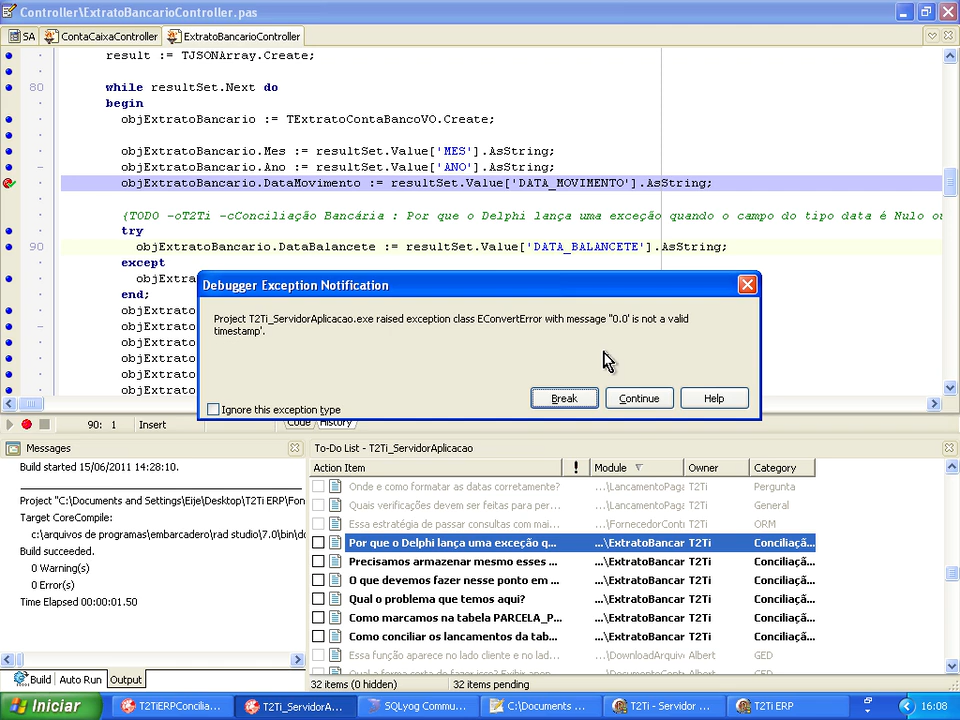 Controller\ExtratoBancarioController.pas
SA ContaCaixaController ExtratoBancarioController
result := TJSONArray.Create;
80 while resultSet.Next do
begin
objExtratoBancario := TExtratoContaBancoVO.Create;
objExtratoBancario.Mes := resultSet.Value['MES'].AsString;
objExtratoBancario.Ano := resultSet.Value['ANO'].AsString;
objExtratoBancario.DataMovimento := resultSet.Value['DATA_MOVIMENTO'].AsString;
{TODO -oT2Ti -cConciliação Bancária : Por que o Delphi lança uma exceção quando o campo do tipo data é Nulo ou
try
90 objExtratoBancario.DataBalancete := resultSet.Value['DATA_BALANCETE'].AsString;
except
objExtra
end;
objExtratoB
objExtratoB
objExtratoB
objExtratoB
objExtratoB
objExtratoB
Debugger Exception Notification
Project T2Ti_ServidorAplicacao.exe raised exception class EConvertError with message ''0.0' is not a valid
timestamp'.
Break Continue Help
Ignore this exception type
90: 1 Insert Code History
Messages
Build started 15/06/2011 14:28:10.
Project "C:\Documents and Settings\Eije\Desktop\T2Ti ERP\Fon
Target CoreCompile:
c:\arquivos de programas\embarcadero\rad studio\7.0\bin\dc
Build succeeded.
0 Warning(s)
0 Error(s)
Time Elapsed 00:00:01.50
Build Auto Run Output
To-Do List - T2Ti_ServidorAplicacao
Action Item ! Module Owner Category
Onde e como formatar as datas corretamente? ...\LancamentoPaga T2Ti Pergunta
Quais verificações devem ser feitas para per... ...\LancamentoPaga T2Ti General
Essa estratégia de passar consultas com mai... ...\FornecedorContr T2Ti ORM
Por que o Delphi lança uma exceção q... ...\ExtratoBancar T2Ti Conciliaçã...
Precisamos armazenar mesmo esses ... ...\ExtratoBancar T2Ti Conciliaçã...
O que devemos fazer nesse ponto em ... ...\ExtratoBancar T2Ti Conciliaçã...
Qual o problema que temos aqui? ...\ExtratoBancar T2Ti Conciliaçã...
Como marcamos na tabela PARCELA_P... ...\ExtratoBancar T2Ti Conciliaçã...
Como conciliar os lancamentos da tab... ...\ExtratoBancar T2Ti Conciliaçã...
Essa função aparece no lado cliente e no lad... ...\DownloadArquivo Albert GED
32 items (0 hidden) 32 items pending
Iniciar T2TiERPConcilia... T2Ti_ServidorA... SQLyog Commu... C:\Documents ... T2Ti - Servidor ... T2Ti ERP 16:08